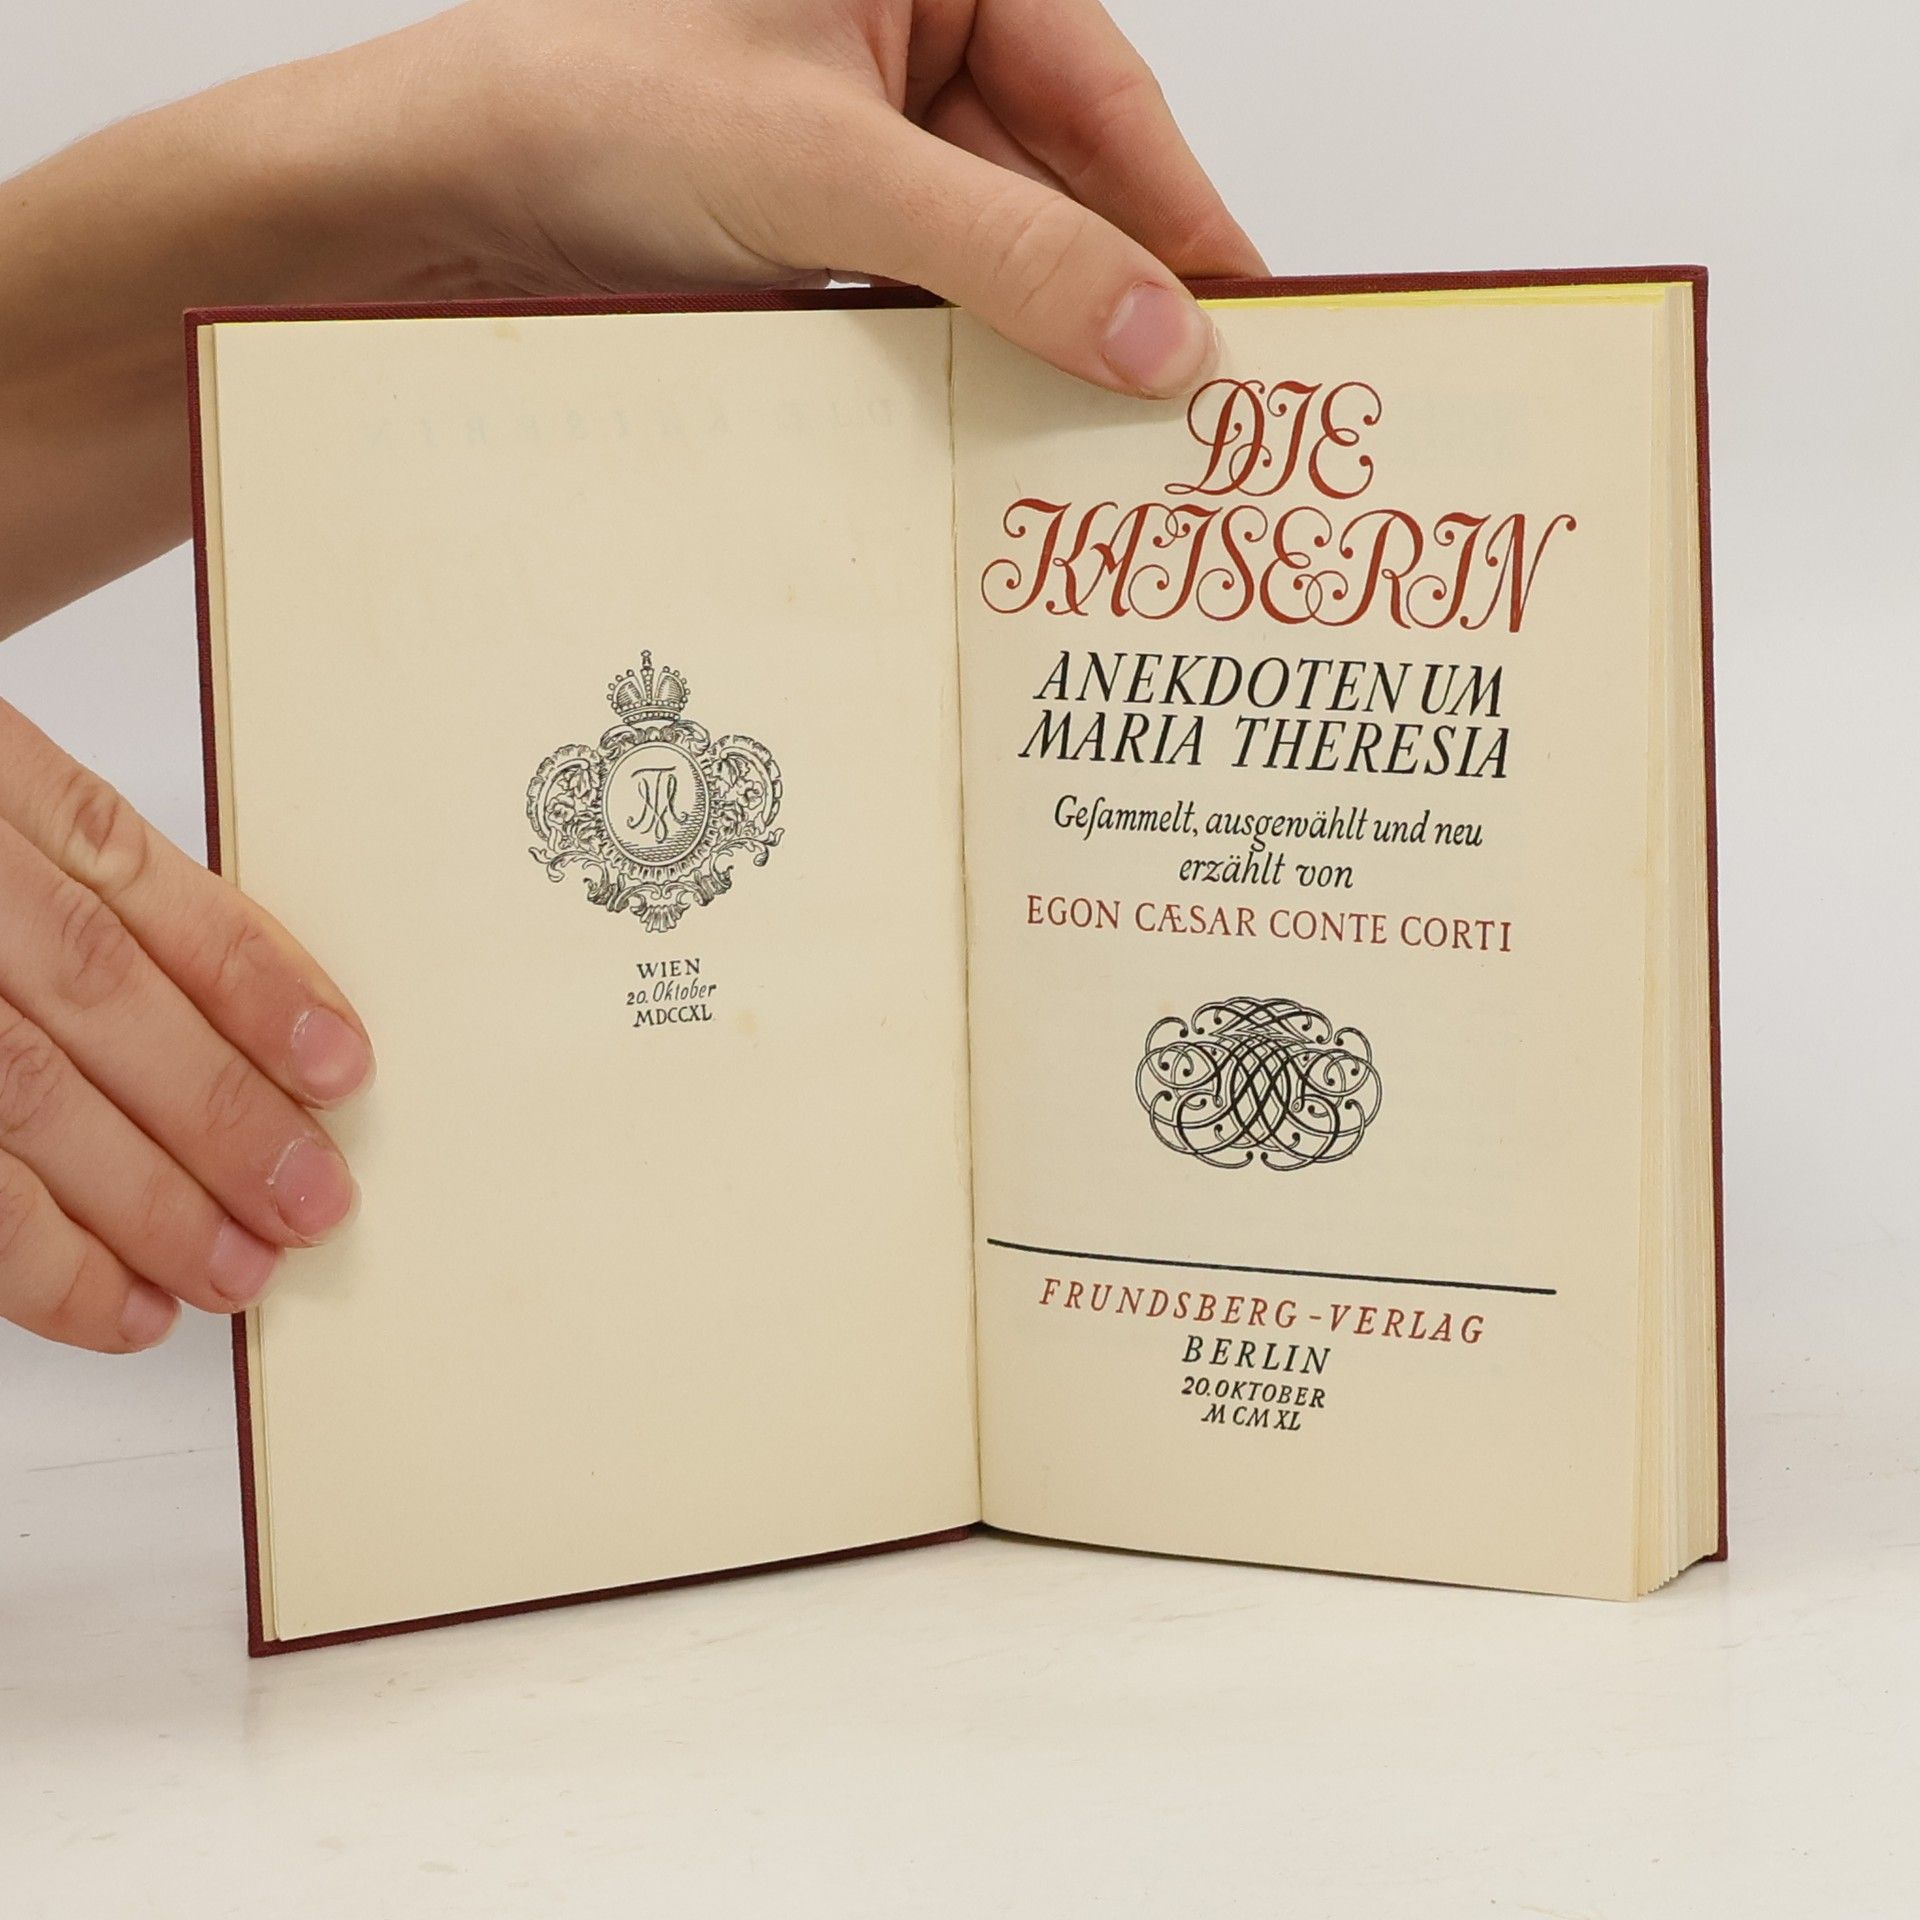 WIEN
20. Oktober
MDCCXL
DIE
KAISERIN
ANEKDOTEN UM
MARIA THERESIA
Geſammelt, ausgewählt und neu
erzählt von
EGON CÆSAR CONTE CORTI
FRUNDSBERG-VERLAG
BERLIN
20. OKTOBER
MCMXL